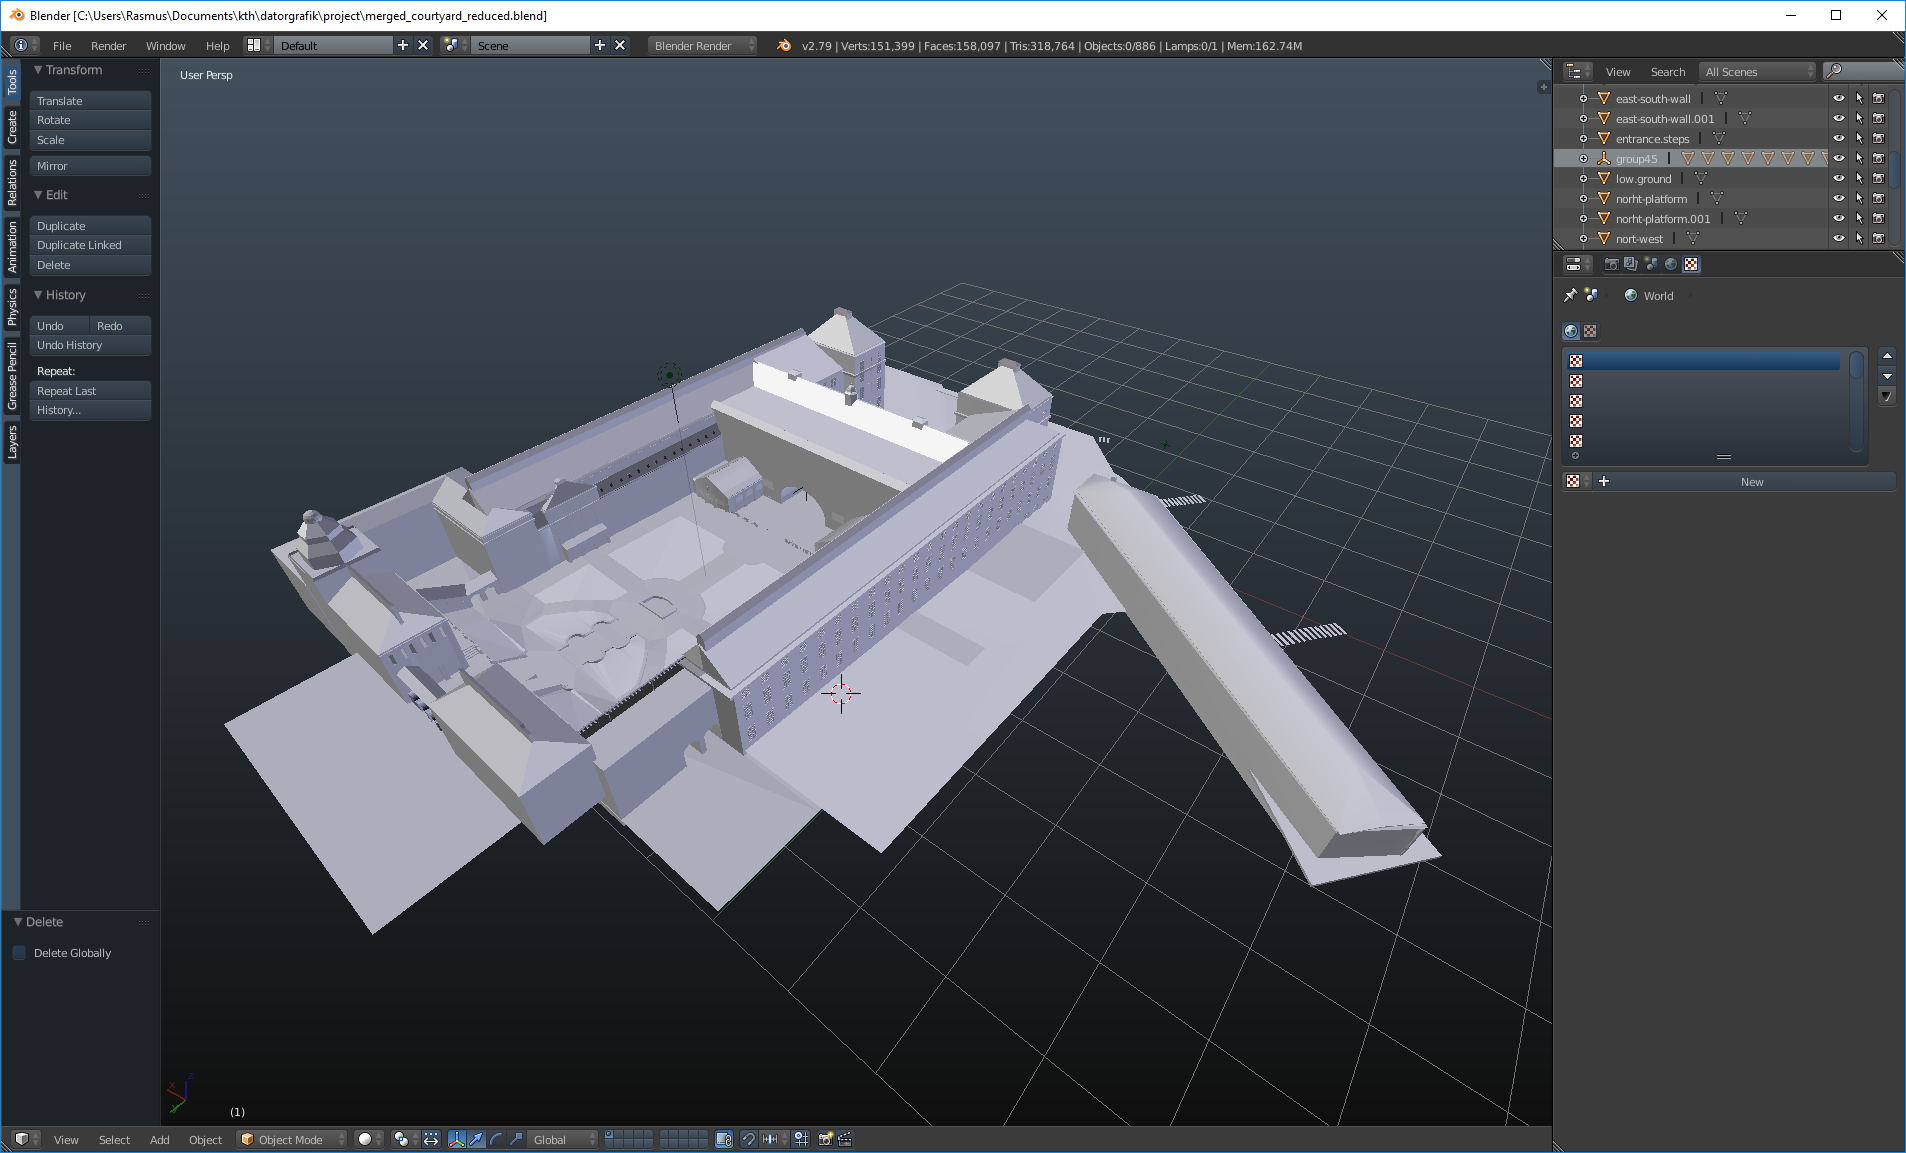 Blender [C:\Users\Rasmus\Documents\kth\datorgrafik\project\merged_courtyard_reduced.blend]
File Render Window Help Default Scene Blender Render v2.79 | Verts:151,399 | Faces:158,097 | Tris:318,764 | Objects:0/886 | Lamps:0/1 | Mem:162.74M
Tools
Create
Relations
Animation
Physics
Grease Pencil
Layers
Transform
Translate
Rotate
Scale
Mirror
Edit
Duplicate
Duplicate Linked
Delete
History
Undo Redo
Undo History
Repeat:
Repeat Last
History...
Delete
Delete Globally
User Persp
(1)
x
y
z
View Search All Scenes
east-south-wall
east-south-wall.001
entrance.steps
group45
low.ground
norht-platform
norht-platform.001
nort-west
World
New
View Select Add Object Object Mode Global